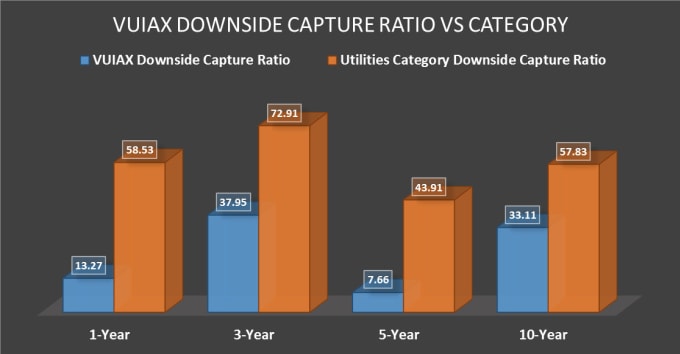 VUIAX DOWNSIDE CAPTURE RATIO VS CATEGORY
VUIAX Downside Capture Ratio Utilities Category Downside Capture Ratio
13.27
58.53
37.95
72.91
7.66
43.91
33.11
57.83
1-Year 3-Year 5-Year 10-Year